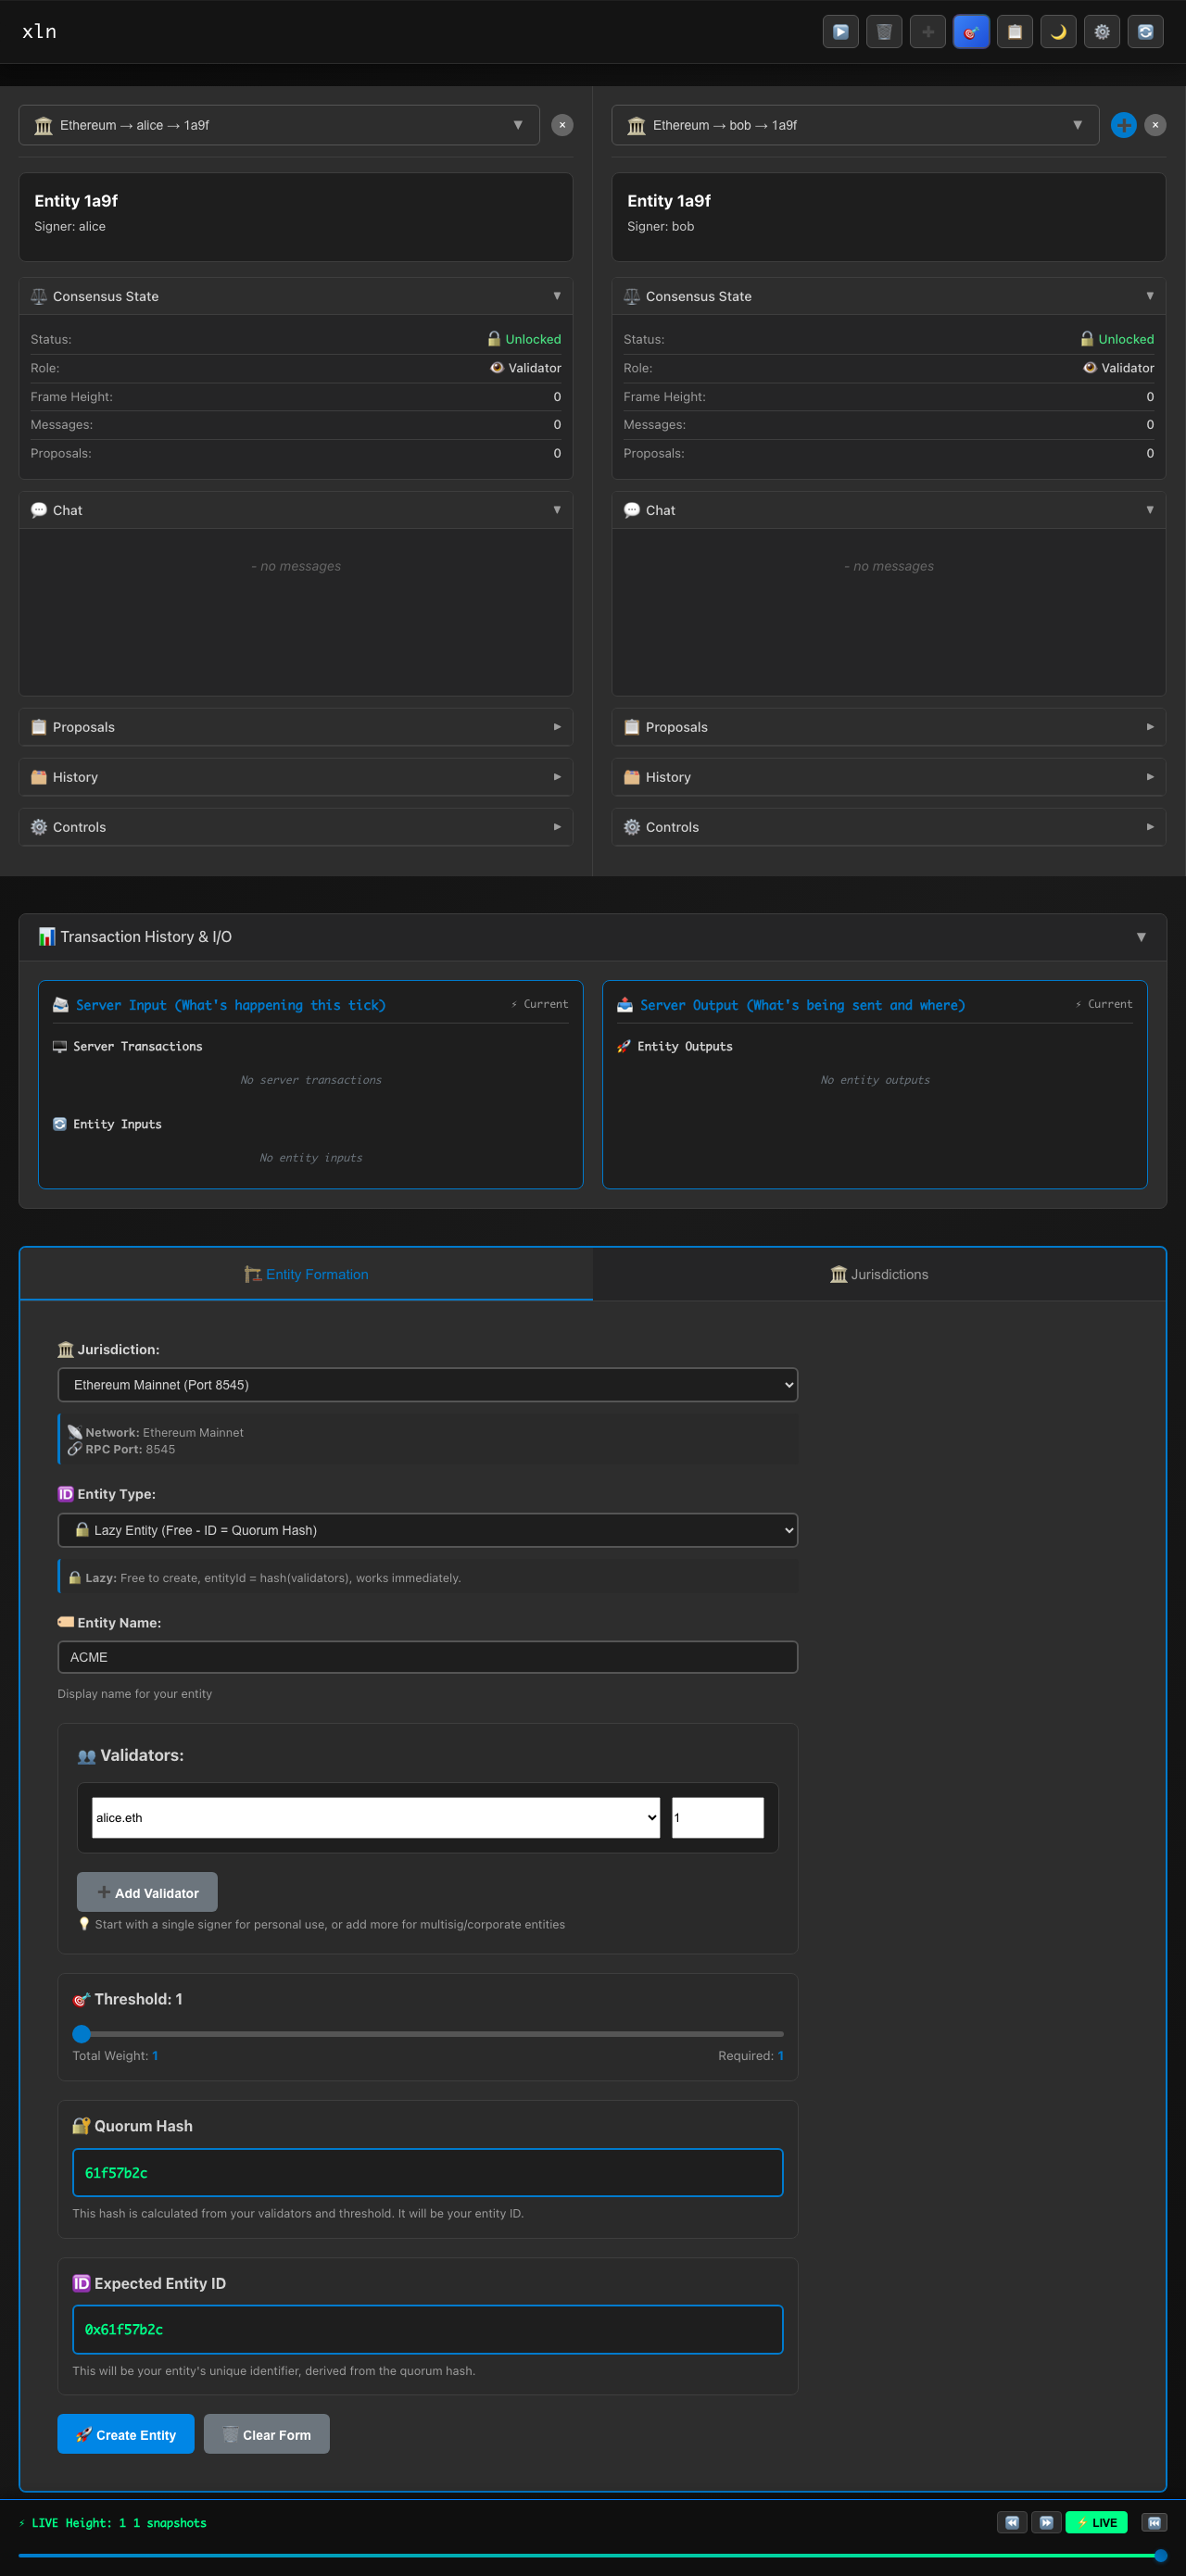 xln
Ethereum → alice → 1a9f
Ethereum → bob → 1a9f
Entity 1a9f
Signer: alice
Entity 1a9f
Signer: bob
Consensus State
Status: Unlocked
Role: Validator
Frame Height: 0
Messages: 0
Proposals: 0
Consensus State
Status: Unlocked
Role: Validator
Frame Height: 0
Messages: 0
Proposals: 0
Chat
- no messages
Chat
- no messages
Proposals
History
Controls
Proposals
History
Controls
Transaction History & I/O
Server Input (What's happening this tick) ⚡ Current
Server Transactions
No server transactions
Entity Inputs
No entity inputs
Server Output (What's being sent and where) ⚡ Current
Entity Outputs
No entity outputs
Entity Formation
Jurisdictions
Jurisdiction:
Ethereum Mainnet (Port 8545)
Network: Ethereum Mainnet
RPC Port: 8545
Entity Type:
Lazy Entity (Free - ID = Quorum Hash)
Lazy: Free to create, entityId = hash(validators), works immediately.
Entity Name:
ACME
Display name for your entity
Validators:
alice.eth
1
Add Validator
Start with a single signer for personal use, or add more for multisig/corporate entities
Threshold: 1
Total Weight: 1
Required: 1
Quorum Hash
61f57b2c
This hash is calculated from your validators and threshold. It will be your entity ID.
Expected Entity ID
0x61f57b2c
This will be your entity's unique identifier, derived from the quorum hash.
Create Entity
Clear Form
⚡ LIVE Height: 1 1 snapshots
⚡ LIVE